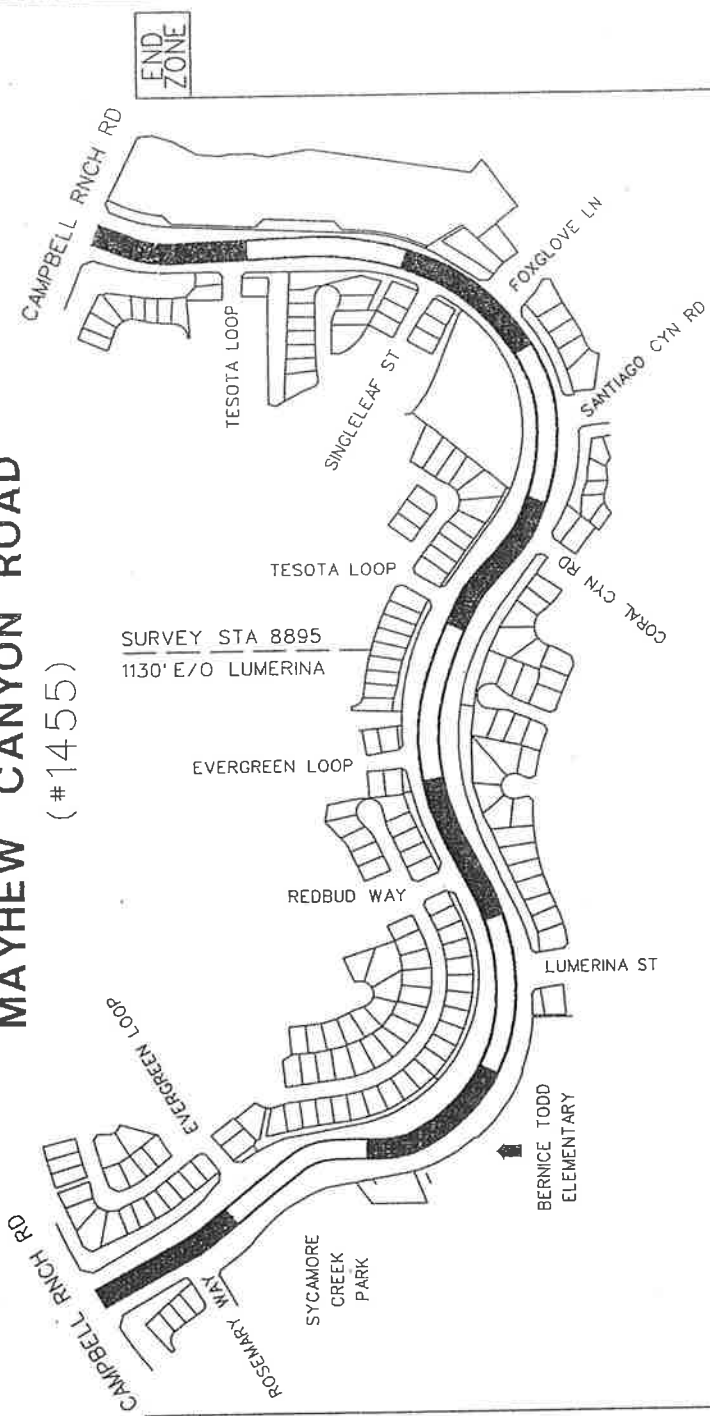 MAYHEW CANYON ROAD
(#1455)
END
ZONE
CAMPBELL RNCH RD
TESOTA LOOP
SINGLELEAF ST
FOXGLOVE LN
SANTIAGO CYN RD
CORAL CYN RD
TESOTA LOOP
SURVEY STA 8895
1130' E/O LUMERINA
EVERGREEN LOOP
REDBUD WAY
LUMERINA ST
EVERGREEN LOOP
BERNICE TODD
ELEMENTARY
SYCAMORE
CREEK
PARK
ROSEMARY WAY
CAMPBELL RNCH RD